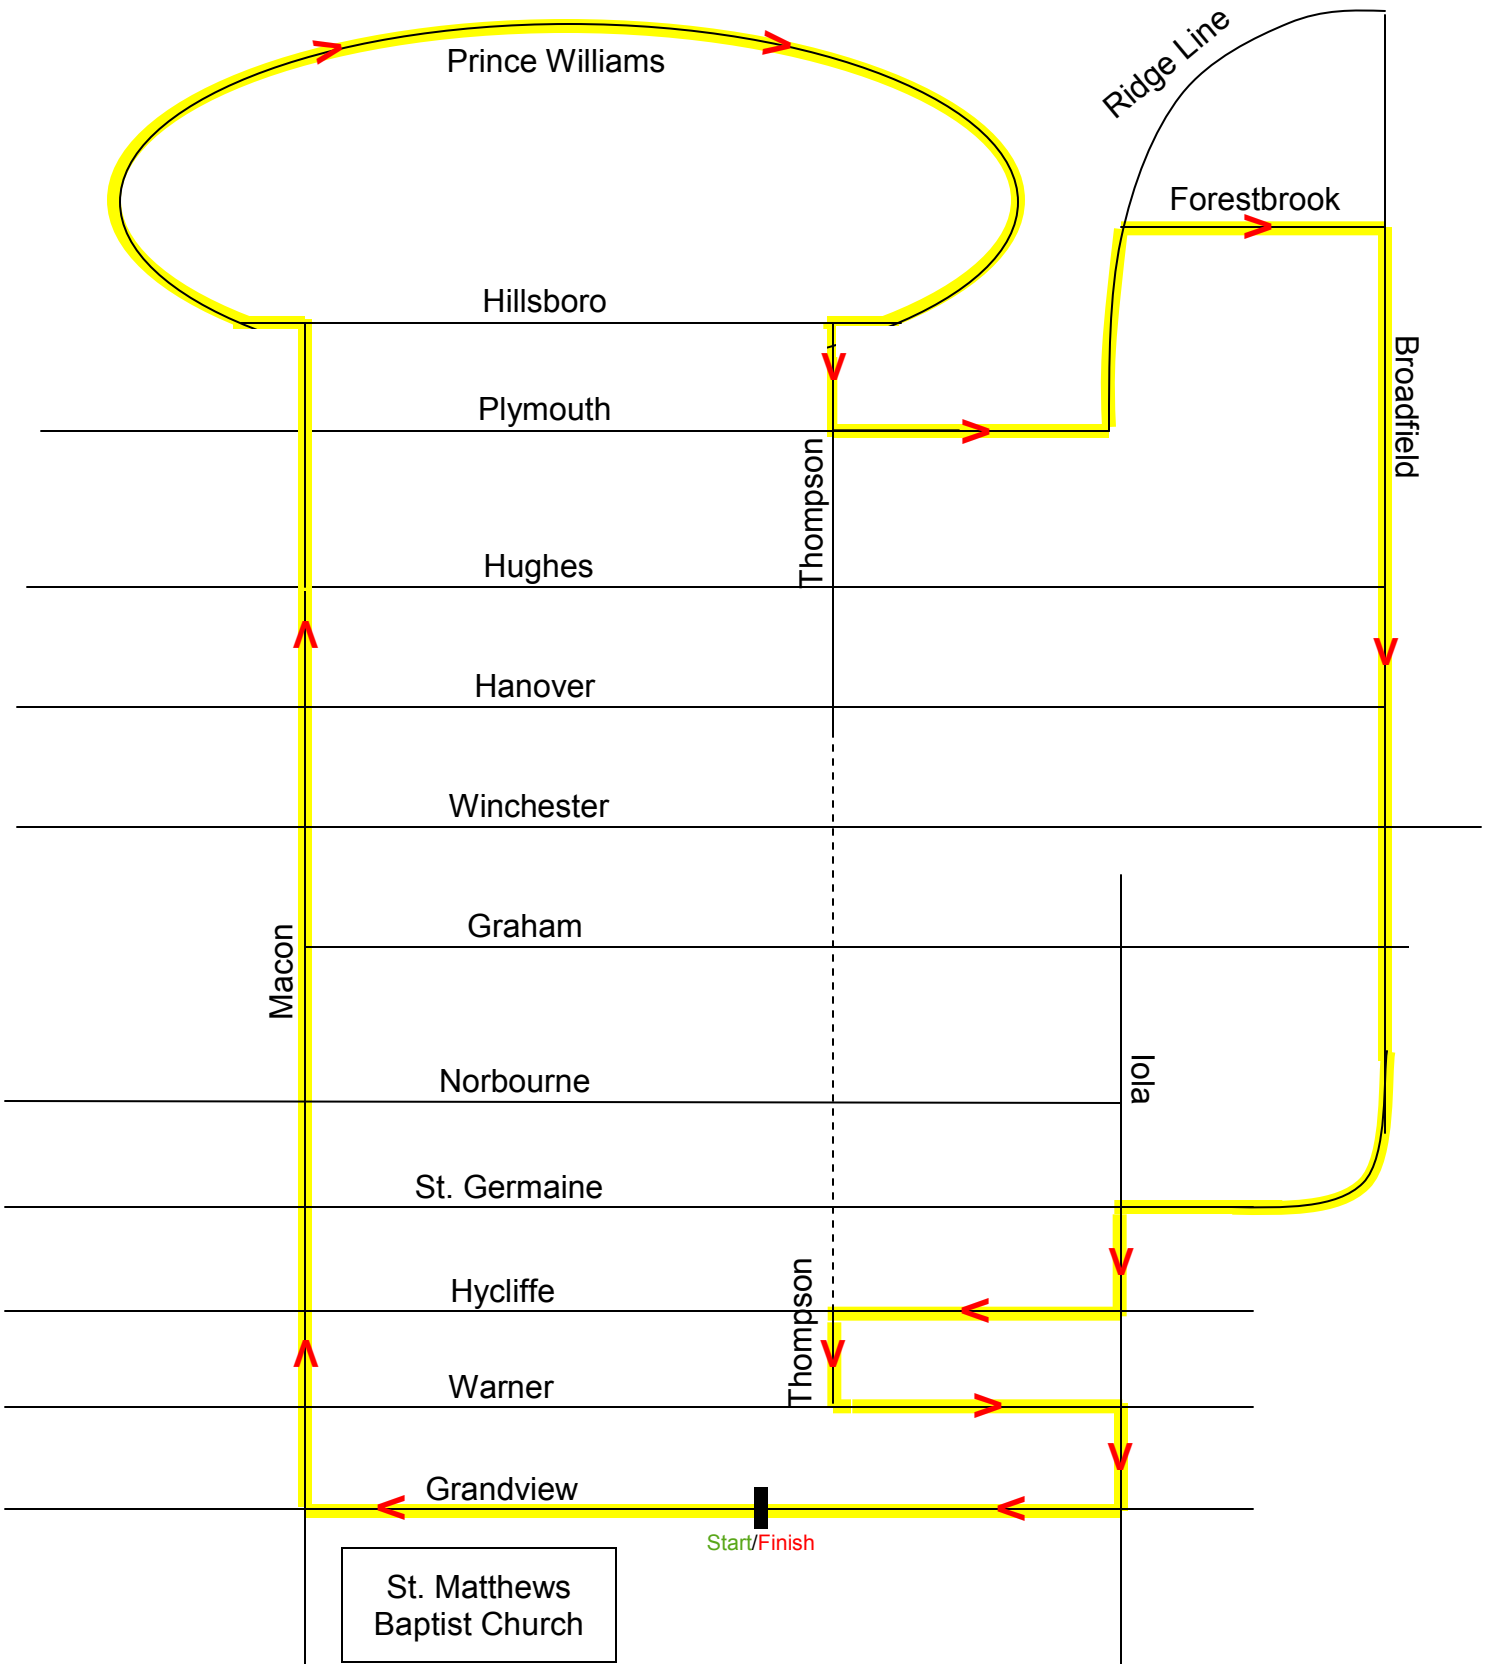 Ridge Line
Prince Williams
Forestbrook
Hillsboro
Broadfield
Plymouth
Thompson
Hughes
Hanover
Winchester
Graham
Macon
Iola
Norbourne
St. Germaine
Hycliffe
Thompson
Warner
Grandview
Start/Finish
St. Matthews
Baptist Church